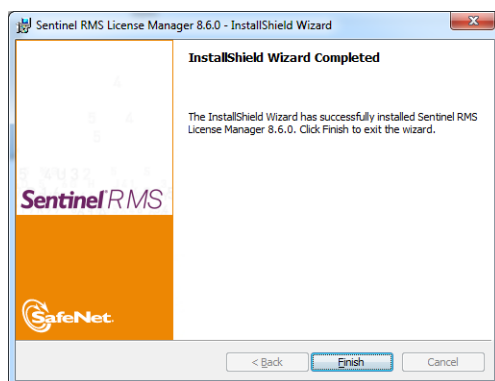 Sentinel RMS License Manager 8.6.0 - InstallShield Wizard
InstallShield Wizard Completed
The InstallShield Wizard has successfully installed Sentinel RMS
License Manager 8.6.0. Click Finish to exit the wizard.
Sentinel RMS
SafeNet.
< Back
Finish
Cancel